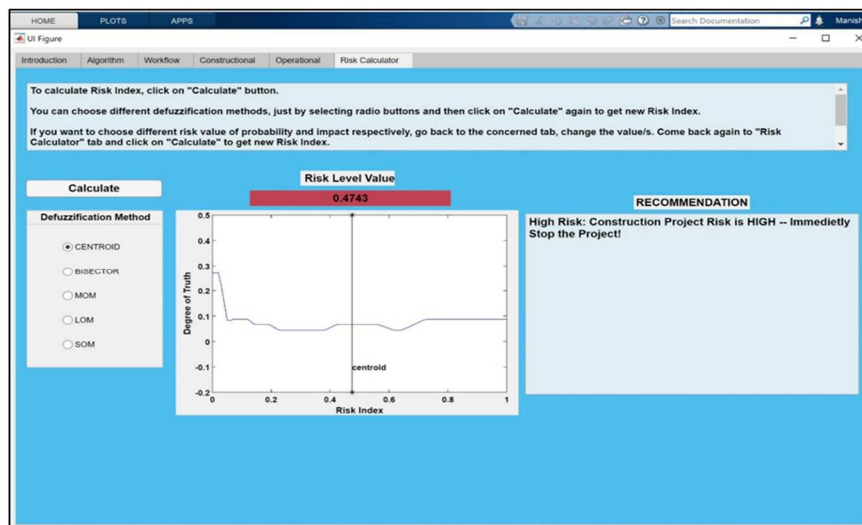 HOME PLOTS APPS Search Documentation Manish
UI Figure
Introduction Algorithm Workflow Constructional Operational Risk Calculator
To calculate Risk Index, click on "Calculate" button.
You can choose different defuzzification methods, just by selecting radio buttons and then click on "Calculate" again to get new Risk Index.
If you want to choose different risk value of probability and impact respectively, go back to the concerned tab, change the value/s. Come back again to "Risk
Calculator" tab and click on "Calculate" to get new Risk Index.
Calculate
Defuzzification Method
CENTROID
BISECTOR
MOM
LOM
SOM
Risk Level Value
0.4743
0.5
0.4
0.3
0.2
0.1
0
-0.1
-0.2
Degree of Truth
centroid
0 0.2 0.4 0.6 0.8 1
Risk Index
RECOMMENDATION
High Risk: Construction Project Risk is HIGH -- Immedietly
Stop the Project!